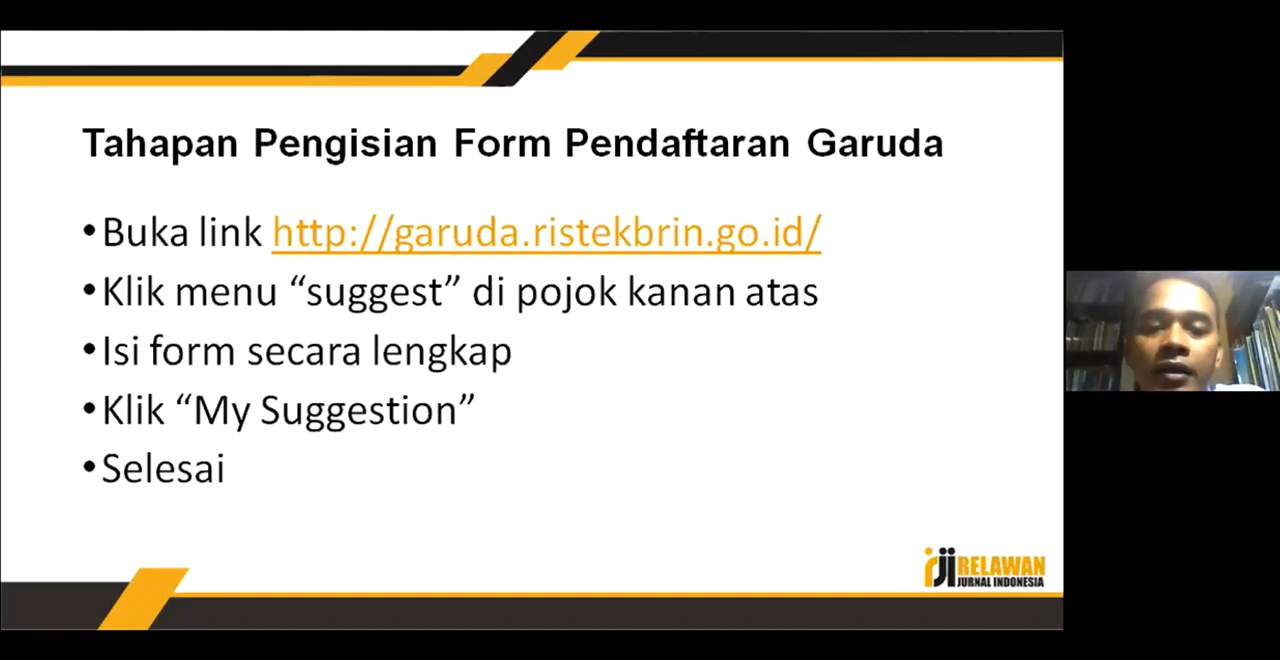 Tahapan Pengisian Form Pendaftaran Garuda
•Buka link http://garuda.ristekbrin.go.id/
•Klik menu “suggest” di pojok kanan atas
•Isi form secara lengkap
•Klik “My Suggestion”
•Selesai
rji RELAWAN
JURNAL INDONESIA